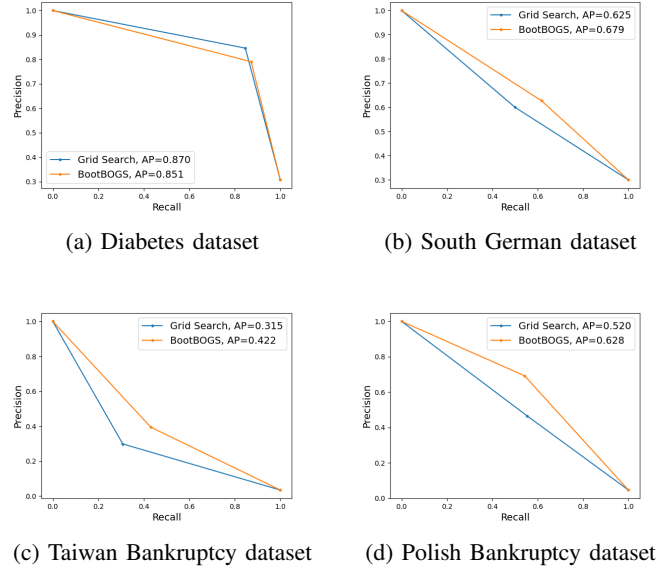 1.0
0.9
0.8
0.7
0.6
0.5
0.4
0.3
Precision
Grid Search, AP=0.870
BootBOGS, AP=0.851
0.0 0.2 0.4 0.6 0.8 1.0
Recall
(a) Diabetes dataset
1.0
0.9
0.8
0.7
0.6
0.5
0.4
0.3
Precision
Grid Search, AP=0.625
BootBOGS, AP=0.679
0.0 0.2 0.4 0.6 0.8 1.0
Recall
(b) South German dataset
1.0
0.8
0.6
0.4
0.2
0.0
Precision
Grid Search, AP=0.315
BootBOGS, AP=0.422
0.0 0.2 0.4 0.6 0.8 1.0
Recall
(c) Taiwan Bankruptcy dataset
1.0
0.8
0.6
0.4
0.2
0.0
Precision
Grid Search, AP=0.520
BootBOGS, AP=0.628
0.0 0.2 0.4 0.6 0.8 1.0
Recall
(d) Polish Bankruptcy dataset